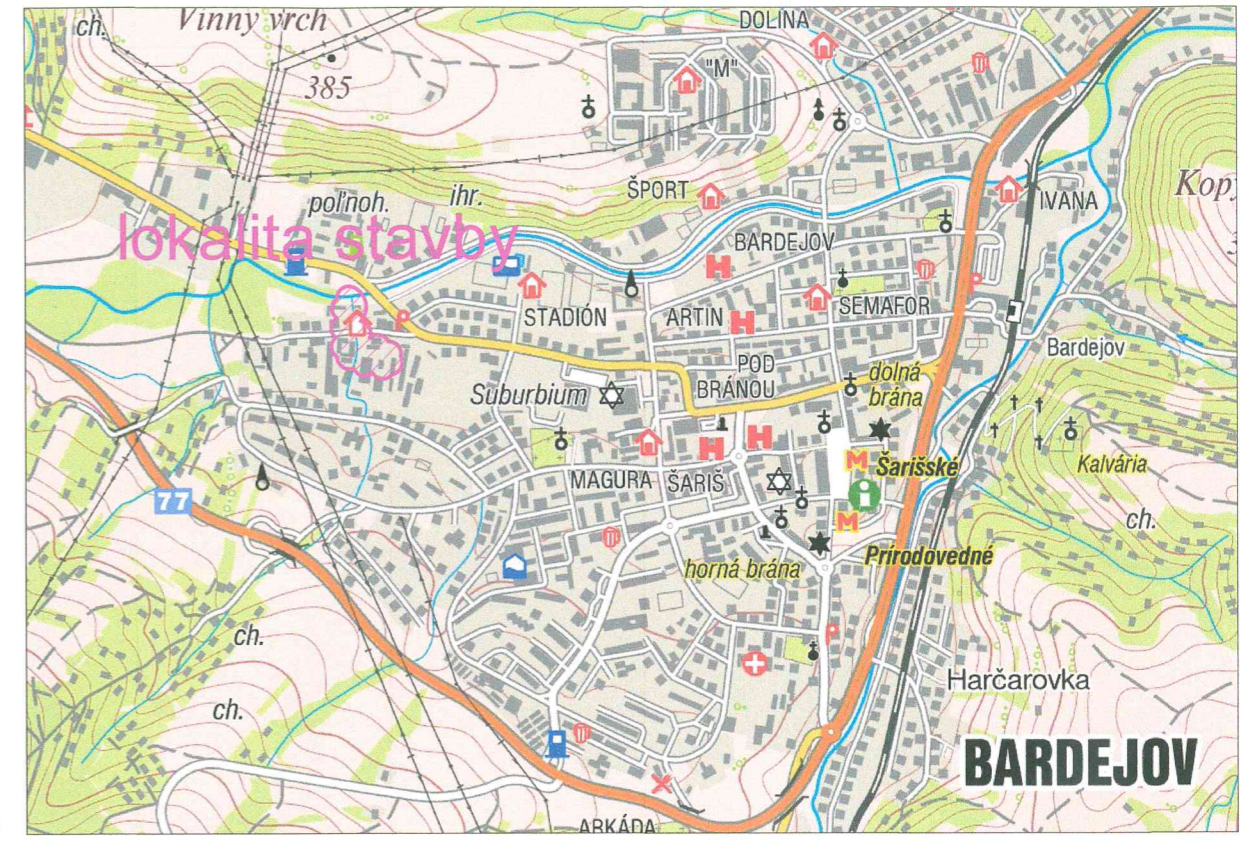 ch.
Vinny vrch
385
DOLINA
"M"
poľnoh.
ihr.
ŠPORT
IVANA
lokalita stavby
BARDEJOV
H
STADIÓN
ARTIN
H
SEMAFOR
P
P
Bardejov
POD
BRÁNOU
dolná
brána
Suburbium
H
H
MAGURA
ŠARIŠ
M
Šarišské
Kalvária
i
77
M
ch.
horná brána
Prírodovedné
ch.
P
Harčarovka
ch.
BARDEJOV
ARKÁDA